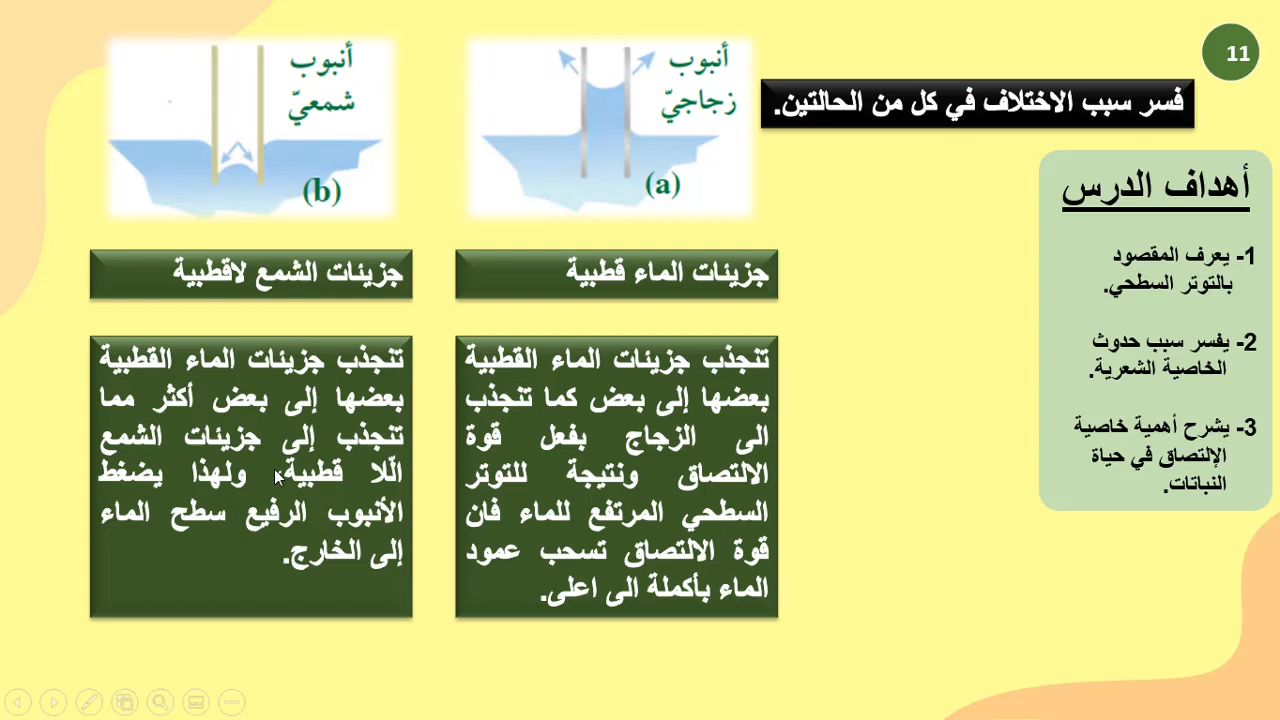 11
فسر سبب الاختلاف في كل من الحالتين.
أهداف الدرس
1- يعرف المقصود
بالتوتر السطحي.
2- يفسر سبب حدوث
الخاصية الشعرية.
3- يشرح أهمية خاصية
الإلتصاق في حياة
النباتات.
أنبوب
زجاجيّ
(a)
جزيئات الماء قطبية
تنجذب جزيئات الماء القطبية
بعضها إلى بعض كما تنجذب
الى الزجاج بفعل قوة
الالتصاق ونتيجة للتوتر
السطحي المرتفع للماء فان
قوة الالتصاق تسحب عمود
الماء بأكملة الى اعلى.
أنبوب
شمعيّ
(b)
جزيئات الشمع لاقطبية
تنجذب جزيئات الماء القطبية
بعضها إلى بعض أكثر مما
تنجذب إلى جزيئات الشمع
الّلا قطبية، ولهذا يضغط
الأنبوب الرفيع سطح الماء
إلى الخارج.